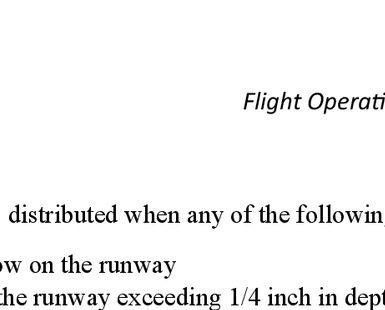 Flight Operati
distributed when any of the following
ow on the runway
the runway exceeding 1/4 inch in dept